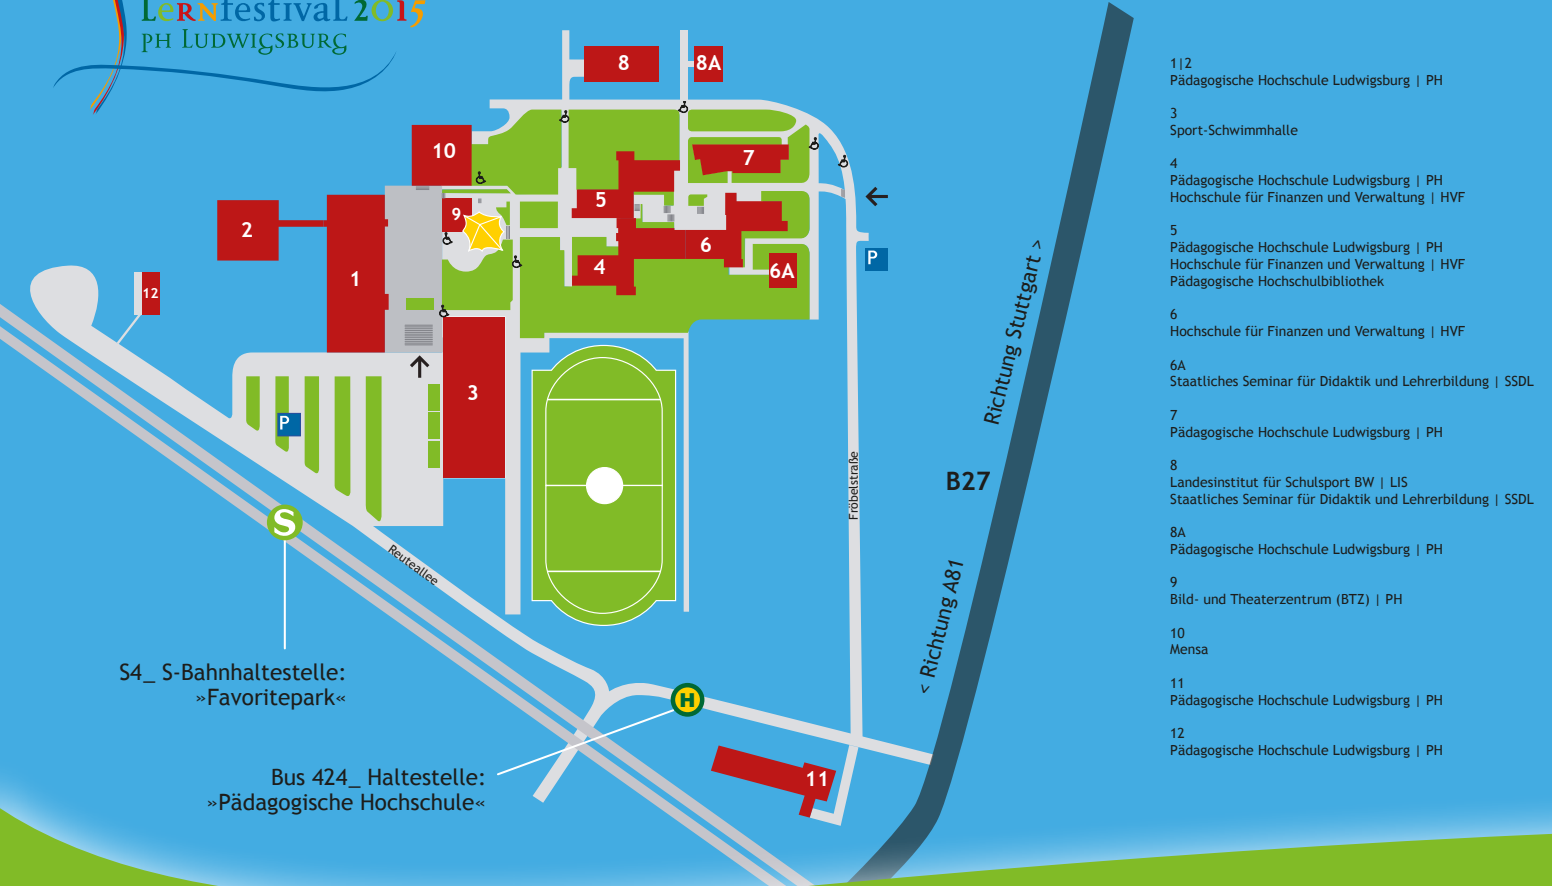 Lernfestival 2015
PH Ludwigsburg
8
8A
10
7
5
9
2
6
4
6A
1
12
P
3
P
S
Richtung Stuttgart >
B27
Fröbelstraße
Reuteallee
< Richtung A81
S4_ S-Bahnhaltestelle:
»Favoritepark«
H
Bus 424_ Haltestelle:
»Pädagogische Hochschule«
11
1|2
Pädagogische Hochschule Ludwigsburg | PH
3
Sport-Schwimmhalle
4
Pädagogische Hochschule Ludwigsburg | PH
Hochschule für Finanzen und Verwaltung | HVF
5
Pädagogische Hochschule Ludwigsburg | PH
Hochschule für Finanzen und Verwaltung | HVF
Pädagogische Hochschulbibliothek
6
Hochschule für Finanzen und Verwaltung | HVF
6A
Staatliches Seminar für Didaktik und Lehrerbildung | SSDL
7
Pädagogische Hochschule Ludwigsburg | PH
8
Landesinstitut für Schulsport BW | LIS
Staatliches Seminar für Didaktik und Lehrerbildung | SSDL
8A
Pädagogische Hochschule Ludwigsburg | PH
9
Bild- und Theaterzentrum (BTZ) | PH
10
Mensa
11
Pädagogische Hochschule Ludwigsburg | PH
12
Pädagogische Hochschule Ludwigsburg | PH